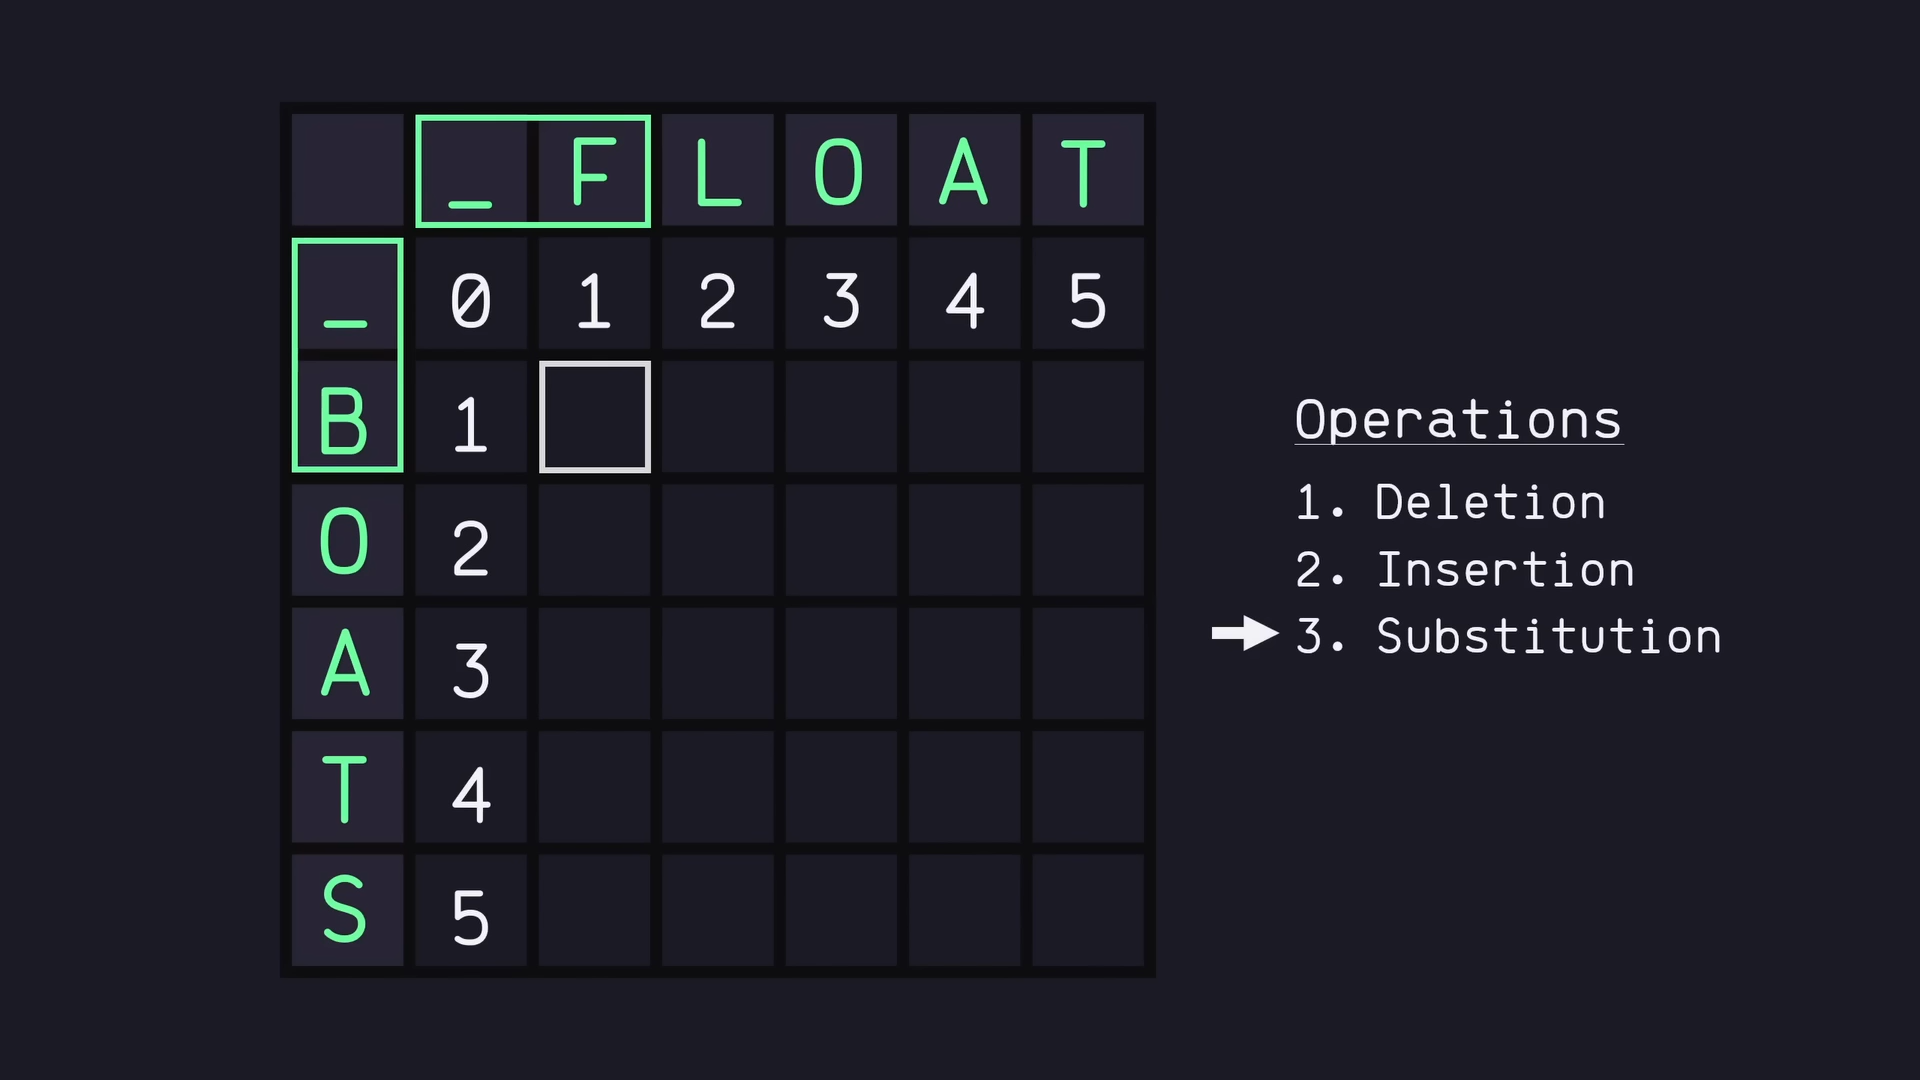 _ F L O A T
_ 0 1 2 3 4 5
B 1
O 2
A 3
T 4
S 5
Operations
1. Deletion
2. Insertion
3. Substitution